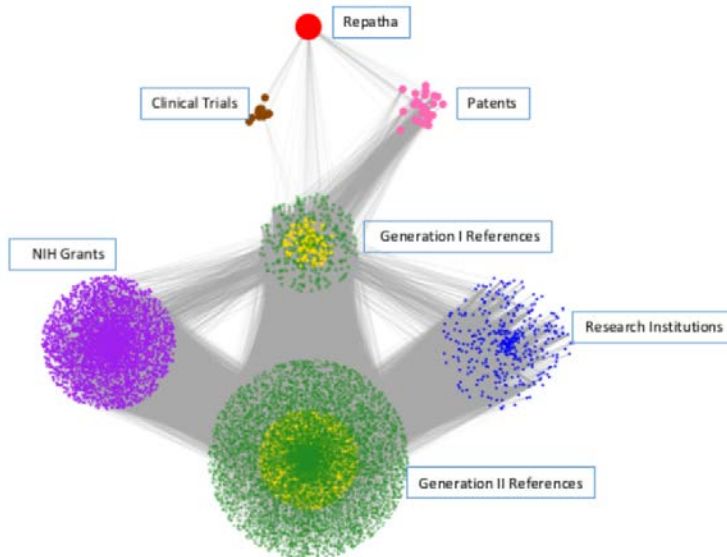 Repatha
Clinical Trials
Patents
Generation I References
NIH Grants
Research Institutions
Generation II References